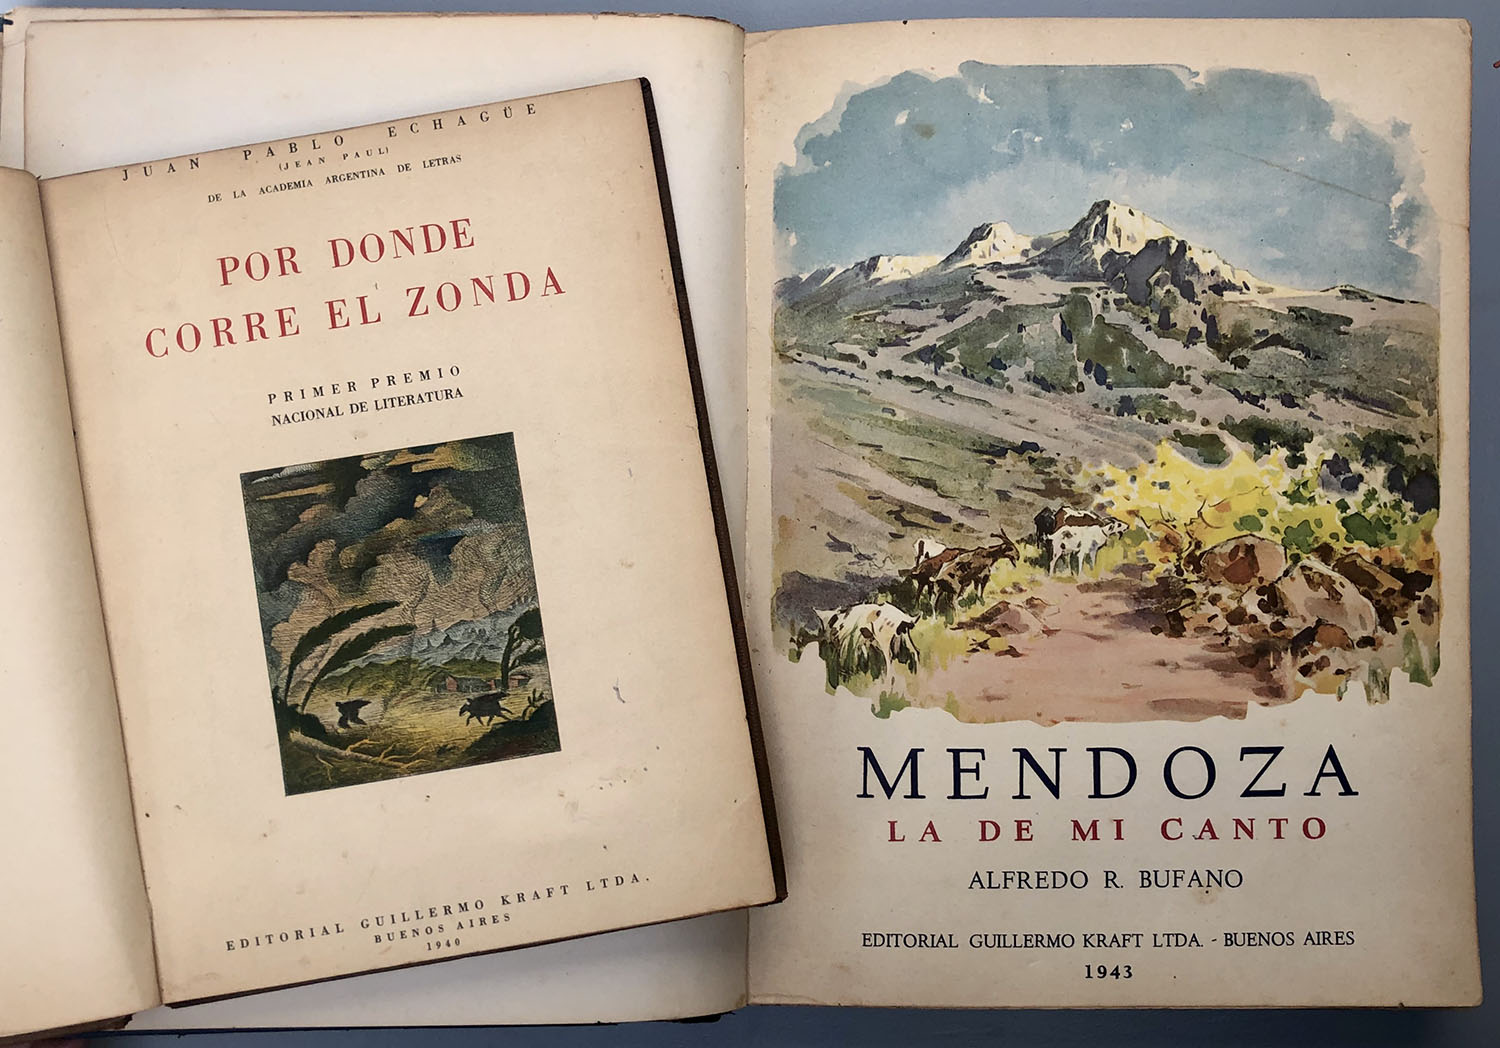 JUAN PABLO ECHAGÜE
(JEAN PAUL)
DE LA ACADEMIA ARGENTINA DE LETRAS
POR DONDE
CORRE EL ZONDA
PRIMER PREMIO
NACIONAL DE LITERATURA
EDITORIAL GUILLERMO KRAFT LTDA.
BUENOS AIRES
1940
MENDOZA
LA DE MI CANTO
ALFREDO R. BUFANO
EDITORIAL GUILLERMO KRAFT LTDA. - BUENOS AIRES
1943